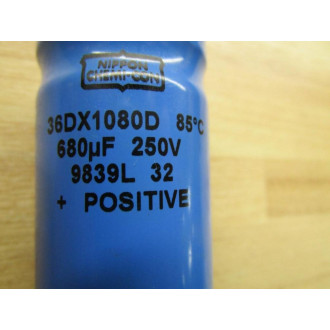 NIPPON
CHEMI-CON
36DX1080D 85°C
680µF 250V
9839L 32
+ POSITIVE